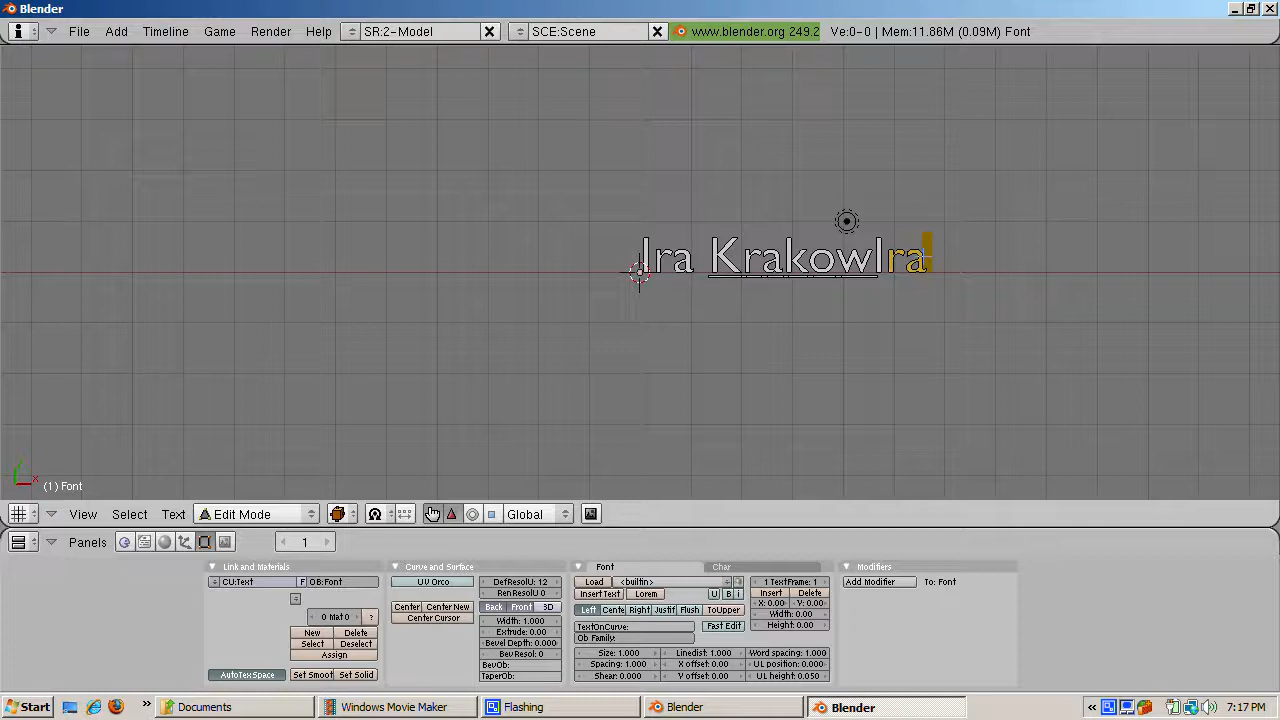 Blender
File Add Timeline Game Render Help SR:2-Model SCE:Scene www.blender.org 249.2 Ve:0-0 | Mem:11.86M (0.09M) Font
Ira KrakowIra
x
(1) Font
View Select Text Edit Mode Global
Panels 1
Link and Materials Curve and Surface Font Char Modifiers
CU:Text F OB:Font UV Orco DefResolU: 12 Load <builtin> 1 TextFrame: 1 Add Modifier To: Font
RenResolU 0 Insert Text Lorem U B i Insert Delete
Center Center New Back Front 3D Left Cente Right Justif Flush ToUpper X: 0.00 Y: 0.00
0 Mat 0 ? Center Cursor Width: 1.000 TextOnCurve: Fast Edit Width: 0.00
New Delete Extrude: 0.00 Ob Family: Height: 0.00
Select Deselect Bevel Depth: 0.000
Assign BevResol: 0 Size: 1.000 Linedist: 1.000 Word spacing: 1.000
BevOb: Spacing: 1.000 X offset: 0.00 UL position: 0.000
AutoTexSpace Set Smoot Set Solid TaperOb: Shear: 0.000 Y offset: 0.00 UL height: 0.050
Start » Documents Windows Movie Maker Flashing Blender Blender « 7:17 PM